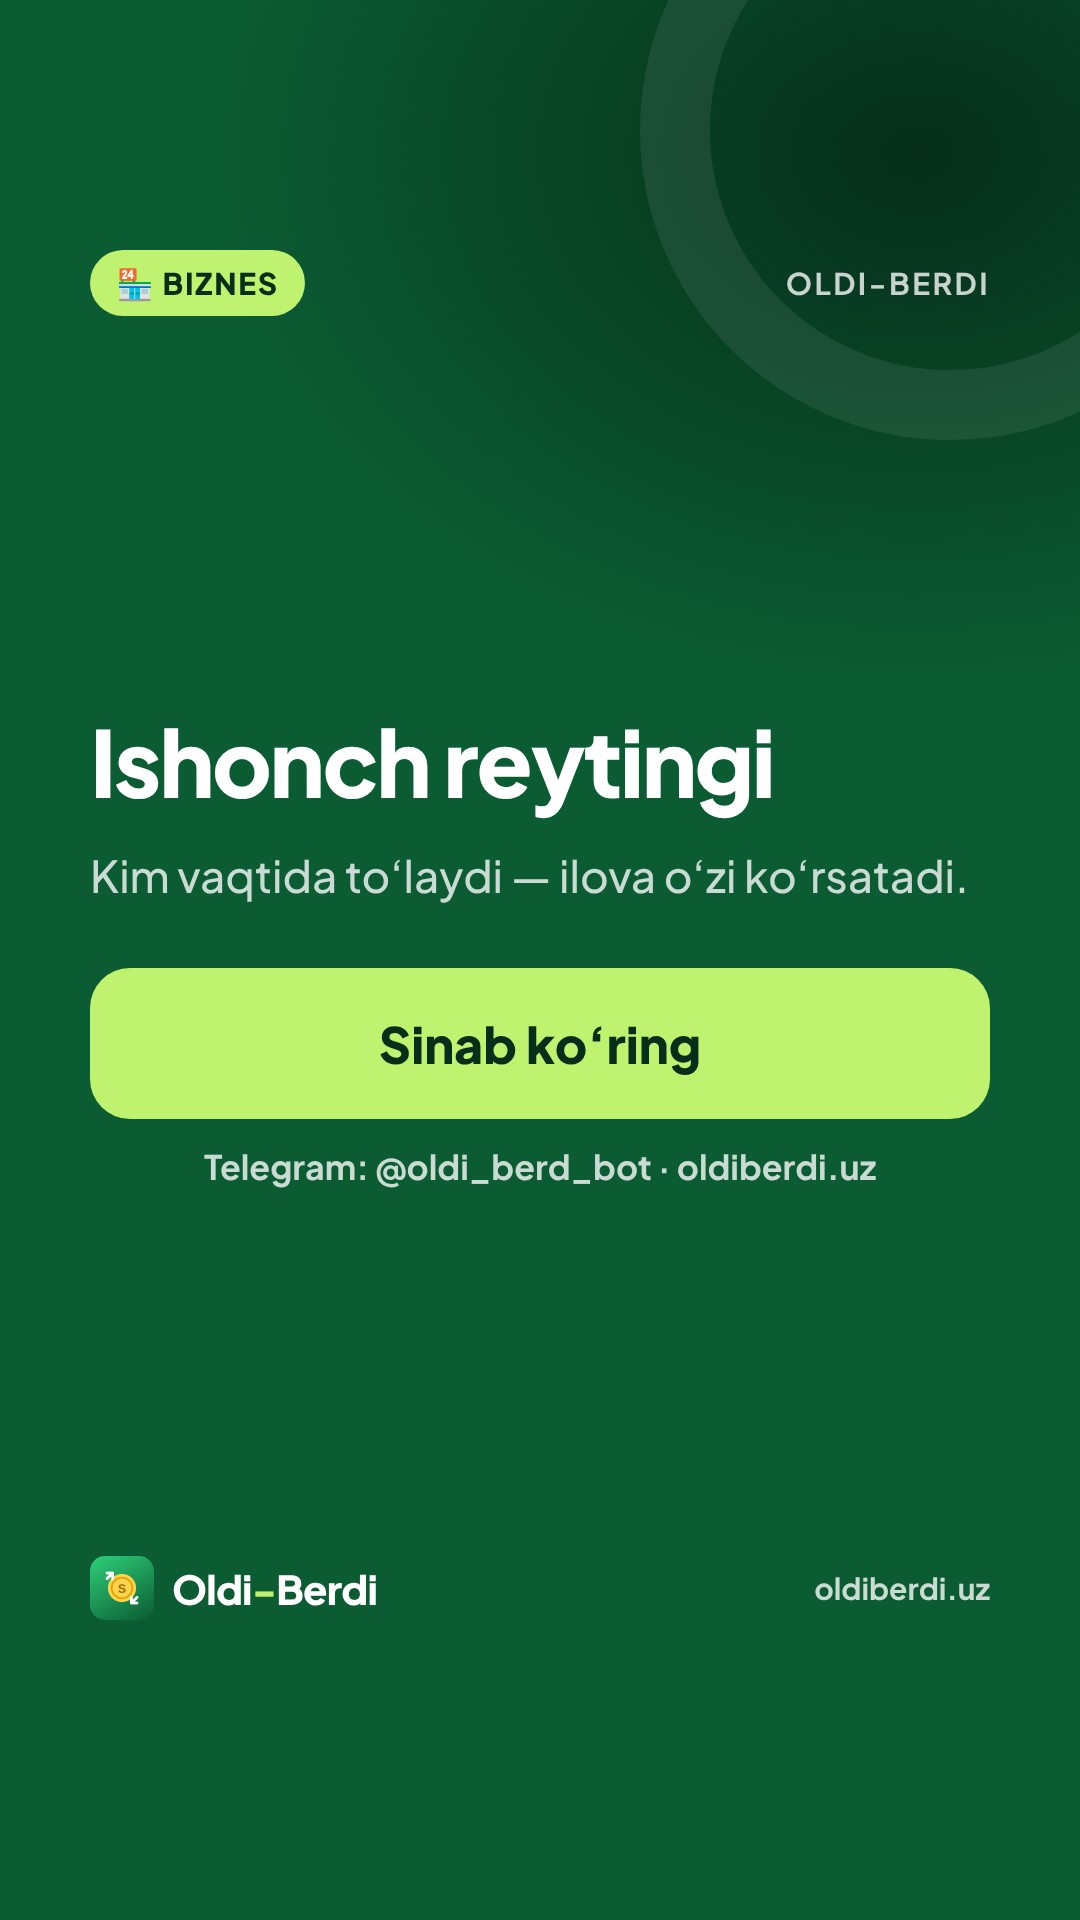 🏪 BIZNES
OLDI-BERDI
Ishonch reytingi
Kim vaqtida to‘laydi — ilova o‘zi ko‘rsatadi.
Sinab ko‘ring
Telegram: @oldi_berd_bot · oldiberdi.uz
Oldi-Berdi
oldiberdi.uz